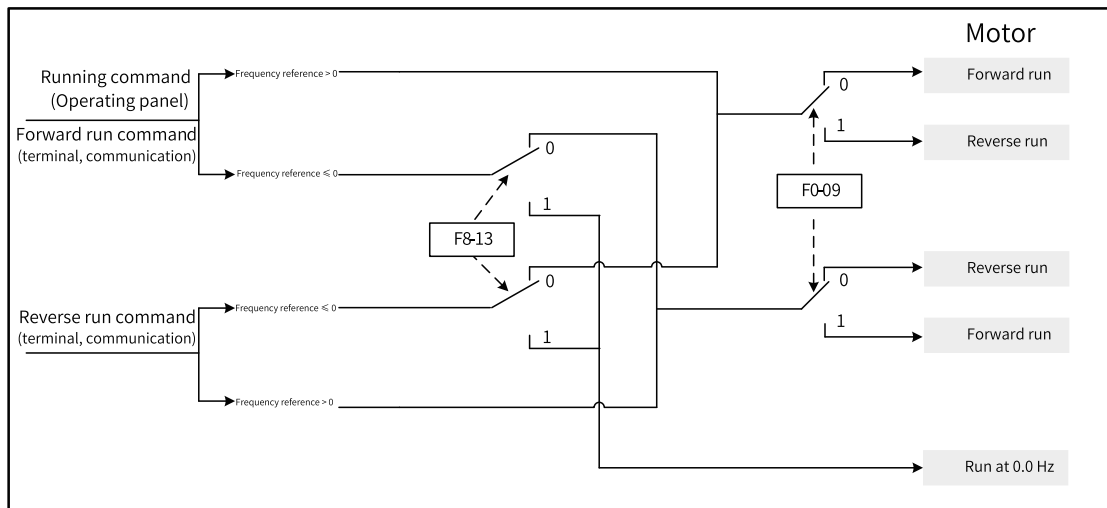 Motor
Running command
(Operating panel)
Forward run command
(terminal, communication)
Frequency reference > 0
Frequency reference ≤ 0
0
1
F8-13
0
1
Reverse run command
(terminal, communication)
Frequency reference ≤ 0
Frequency reference > 0
0
1
F0-09
0
1
Forward run
Reverse run
Reverse run
Forward run
Run at 0.0 Hz